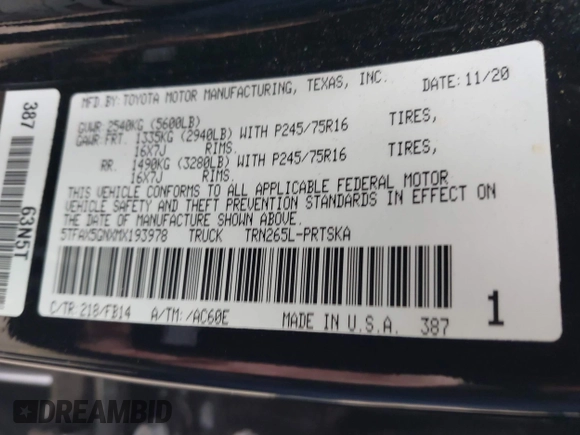 MFD.BY:TOYOTA MOTOR MANUFACTURING, TEXAS, INC. DATE:11/20
GVWR:2540KG (5600LB)
GAWR:FRT. 1335KG (2940LB) WITH P245/75R16 TIRES,
16X7J RIMS.
RR. 1490KG (3280LB) WITH P245/75R16 TIRES,
16X7J RIMS.
THIS VEHICLE CONFORMS TO ALL APPLICABLE FEDERAL MOTOR
VEHICLE SAFETY AND THEFT PREVENTION STANDARDS IN EFFECT ON
THE DATE OF MANUFACTURE SHOWN ABOVE.
5TFAX5GNXMX193978 TRUCK TRN265L-PRTSKA
C/TR:218/FB14 A/TM: /AC60E MADE IN U.S.A. 387 1
387 63N5T
DREAMBID